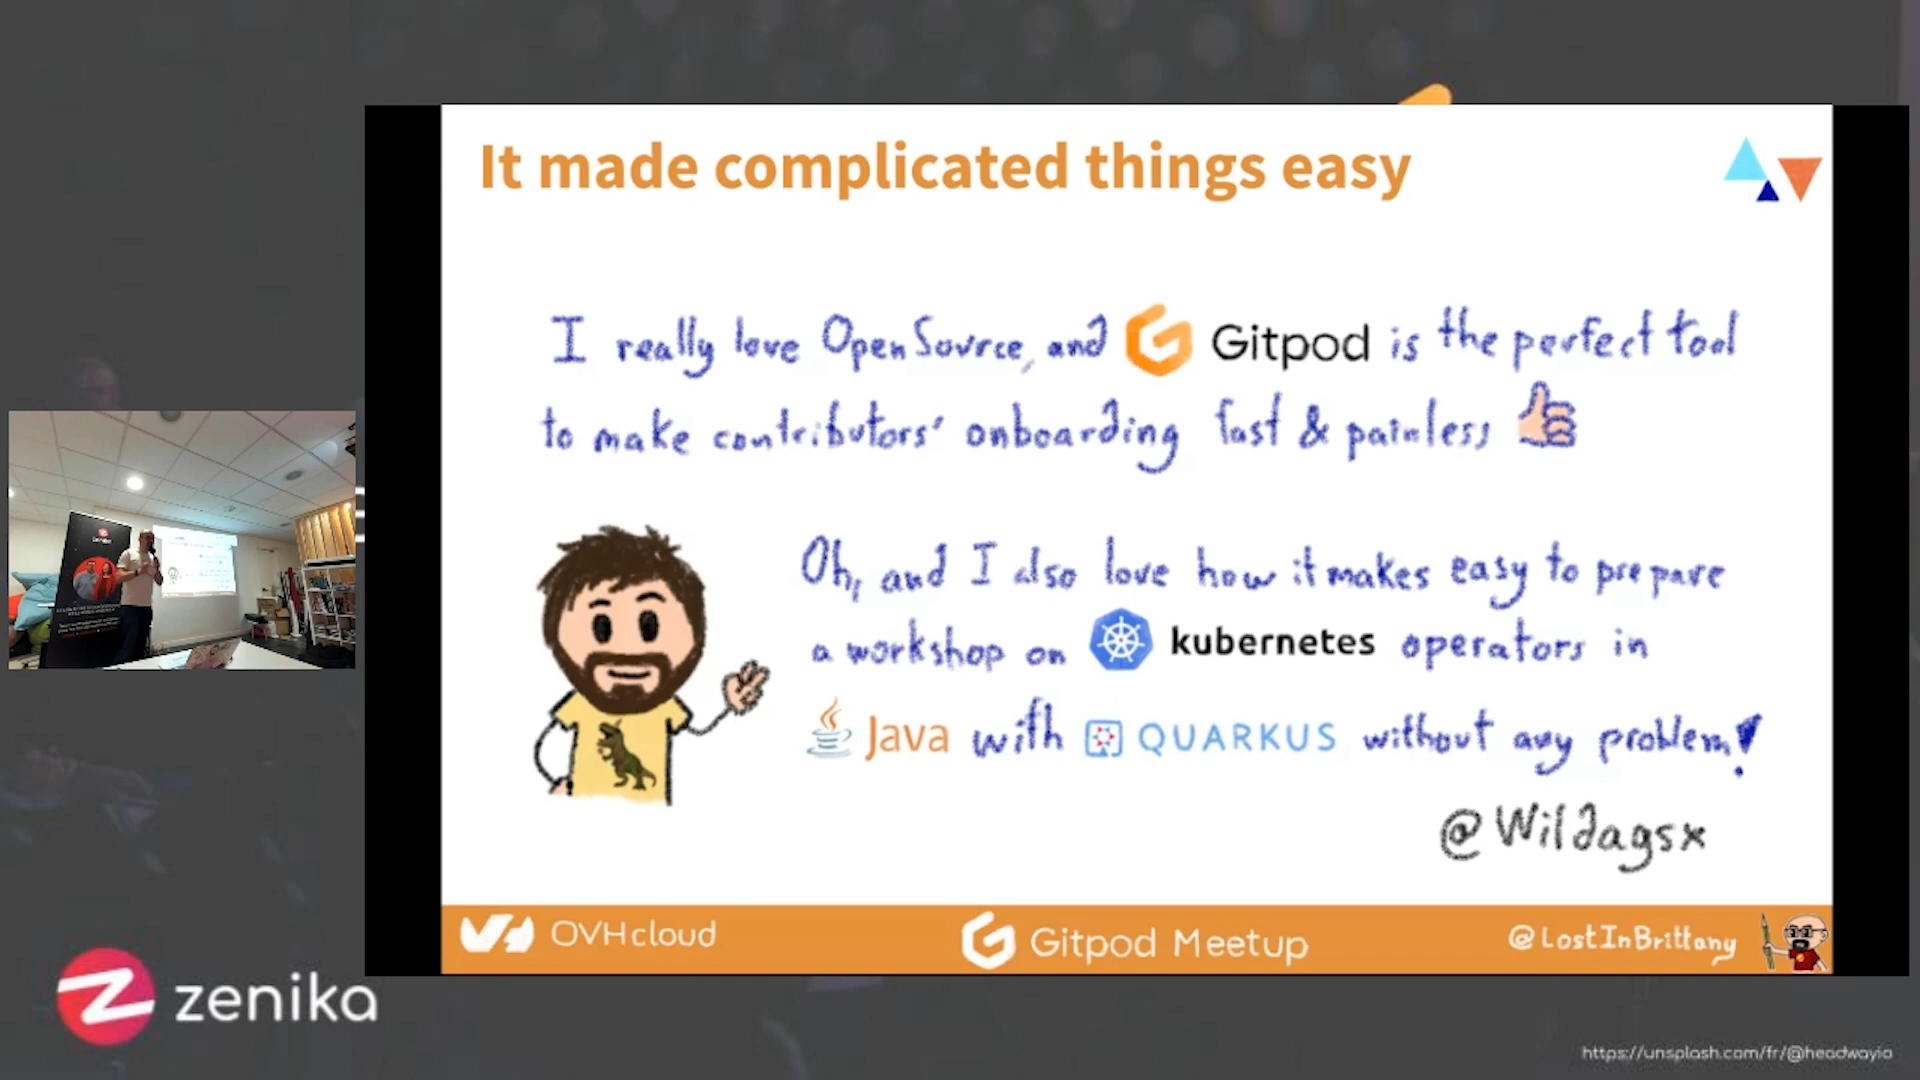 It made complicated things easy
I really love OpenSource, and Gitpod is the perfect tool
to make contributors' onboarding fast & painless
Oh, and I also love how it makes easy to prepare
a workshop on kubernetes operators in
Java with QUARKUS without any problem!
@Wildagsx
OVHcloud
Gitpod Meetup
@LostInBrittany
zenika
zenika
https://unsplash.com/fr/@headwayio